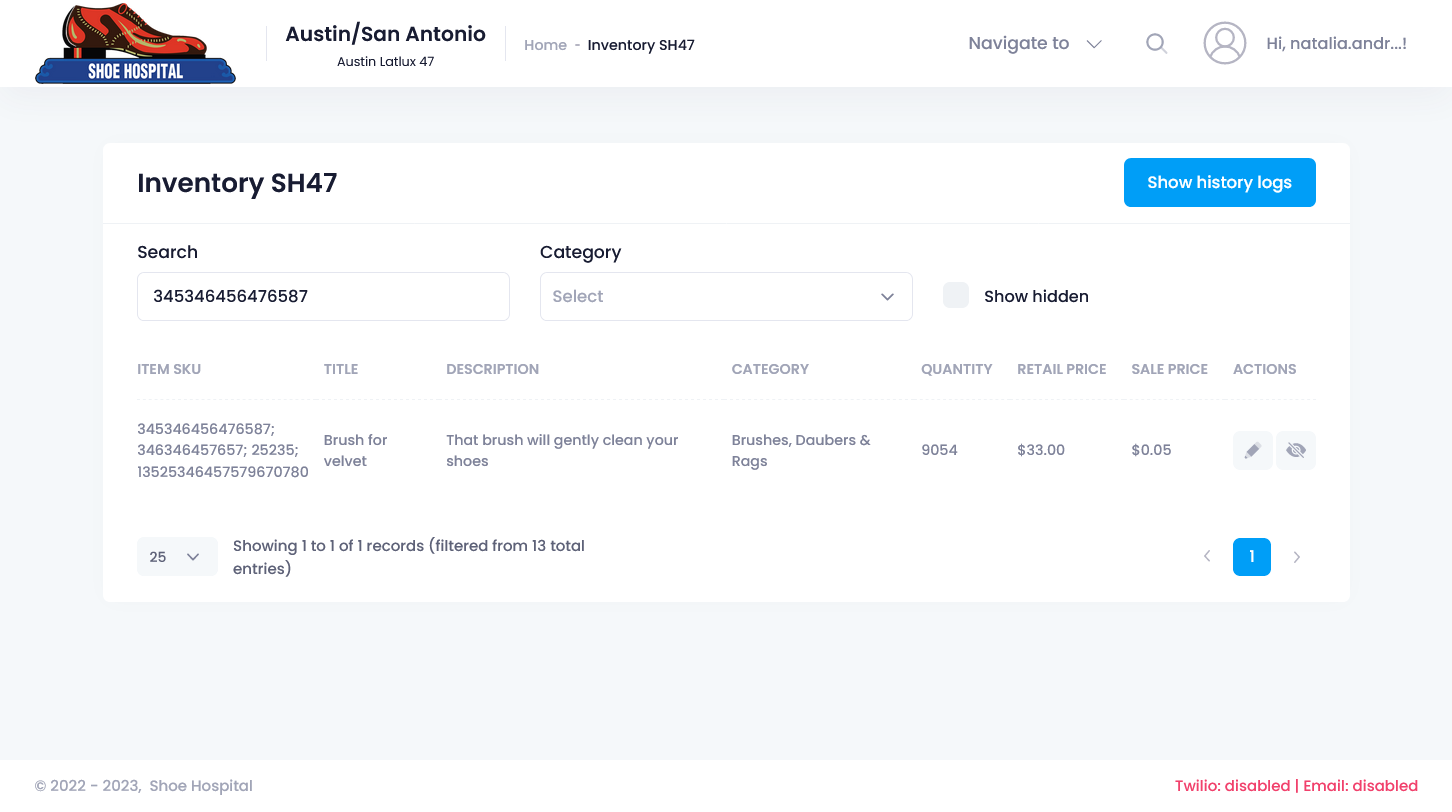 SHOE HOSPITAL
Austin/San Antonio
Austin Latlux 47
Home - Inventory SH47
Navigate to
Hi, natalia.andr...!
Inventory SH47
Show history logs
Search
Category
345346456476587
Select
Show hidden
ITEM SKU TITLE DESCRIPTION CATEGORY QUANTITY RETAIL PRICE SALE PRICE ACTIONS
345346456476587;
346346457657; 25235;
13525346457579670780
Brush for
velvet
That brush will gently clean your
shoes
Brushes, Daubers &
Rags
9054
$33.00
$0.05
25
Showing 1 to 1 of 1 records (filtered from 13 total
entries)
1
© 2022 - 2023, Shoe Hospital
Twilio: disabled | Email: disabled